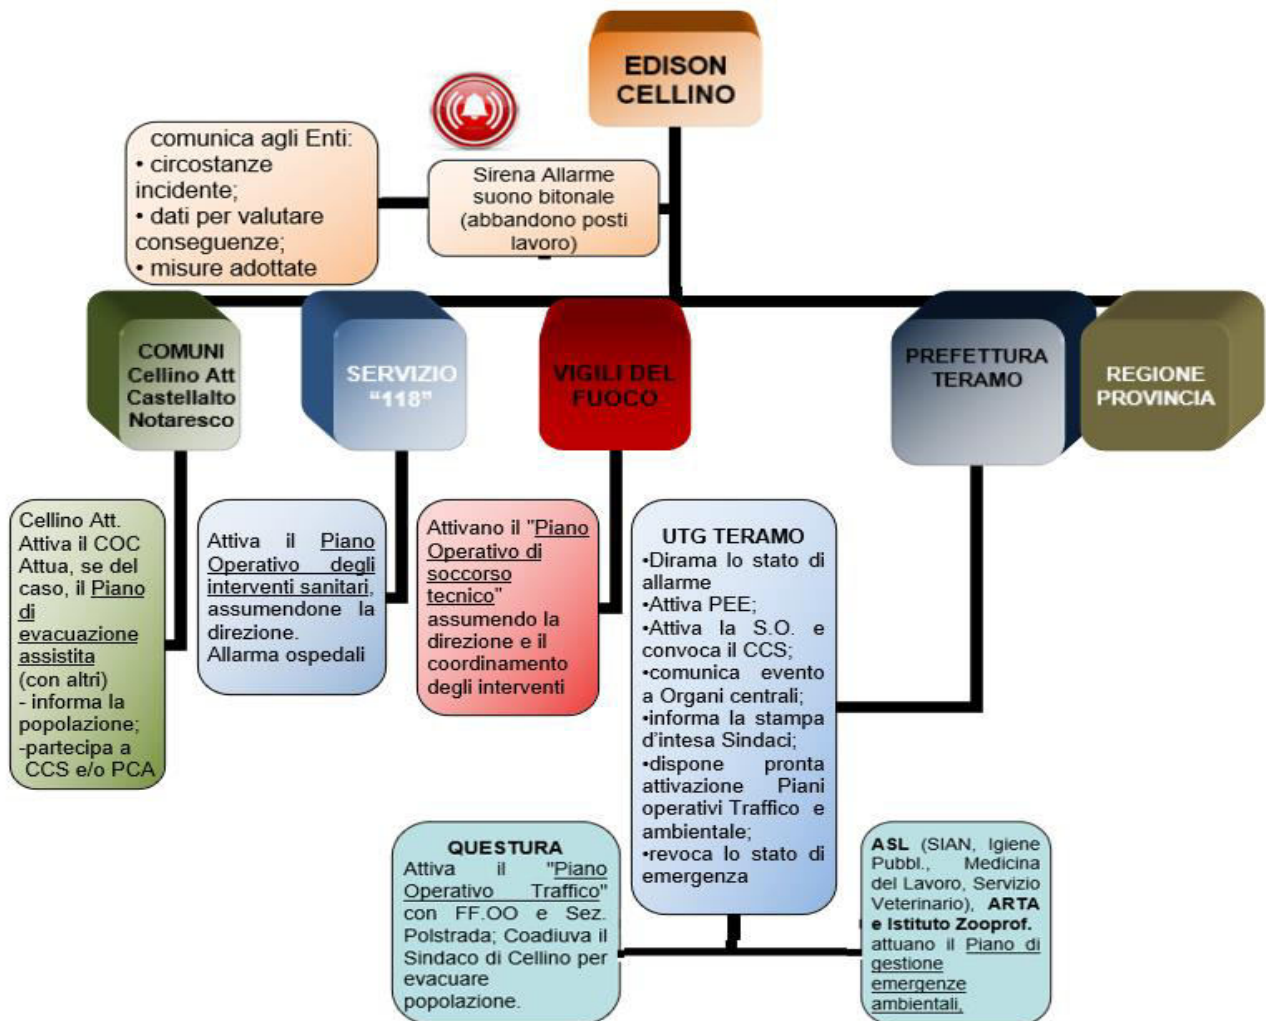 EDISON
CELLINO
comunica agli Enti:
• circostanze
incidente;
• dati per valutare
conseguenze;
• misure adottate
Sirena Allarme
suono bitonale
(abbandono posti
lavoro)
COMUNI
Cellino Att
Castellalto
Notaresco
SERVIZIO
“118”
VIGILI DEL
FUOCO
PREFETTURA
TERAMO
REGIONE
PROVINCIA
Cellino Att.
Attiva il COC
Attua, se del
caso, il Piano
di
evacuazione
assistita
(con altri)
- informa la
popolazione;
-partecipa a
CCS e/o PCA
Attiva il Piano
Operativo degli
interventi sanitari,
assumendone la
direzione.
Allarma ospedali
Attivano il "Piano
Operativo di
soccorso
tecnico"
assumendo la
direzione e il
coordinamento
degli interventi
UTG TERAMO
•Dirama lo stato di
allarme
•Attiva PEE;
•Attiva la S.O. e
convoca il CCS;
•comunica evento
a Organi centrali;
•informa la stampa
d’intesa Sindaci;
•dispone pronta
attivazione Piani
operativi Traffico e
ambientale;
•revoca lo stato di
emergenza
QUESTURA
Attiva il "Piano
Operativo Traffico"
con FF.OO e Sez.
Polstrada; Coadiuva il
Sindaco di Cellino per
evacuare
popolazione.
ASL (SIAN, Igiene
Pubbl., Medicina
del Lavoro, Servizio
Veterinario), ARTA
e Istituto Zooprof.
attuano il Piano di
gestione
emergenze
ambientali,